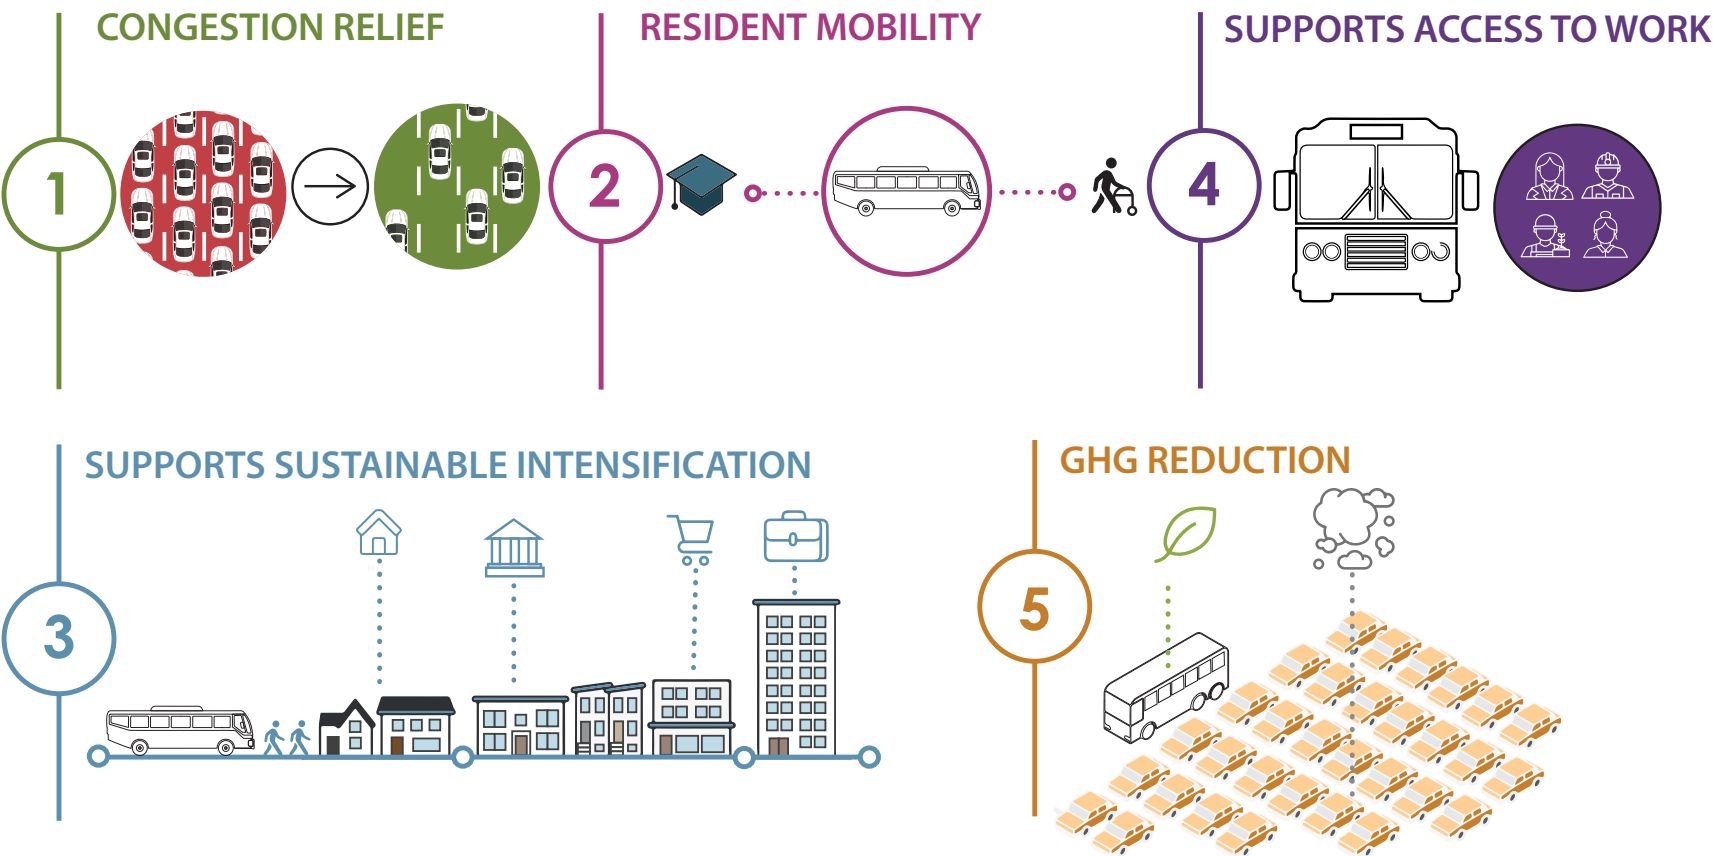 CONGESTION RELIEF
1
RESIDENT MOBILITY
2
SUPPORTS ACCESS TO WORK
4
SUPPORTS SUSTAINABLE INTENSIFICATION
3
GHG REDUCTION
5